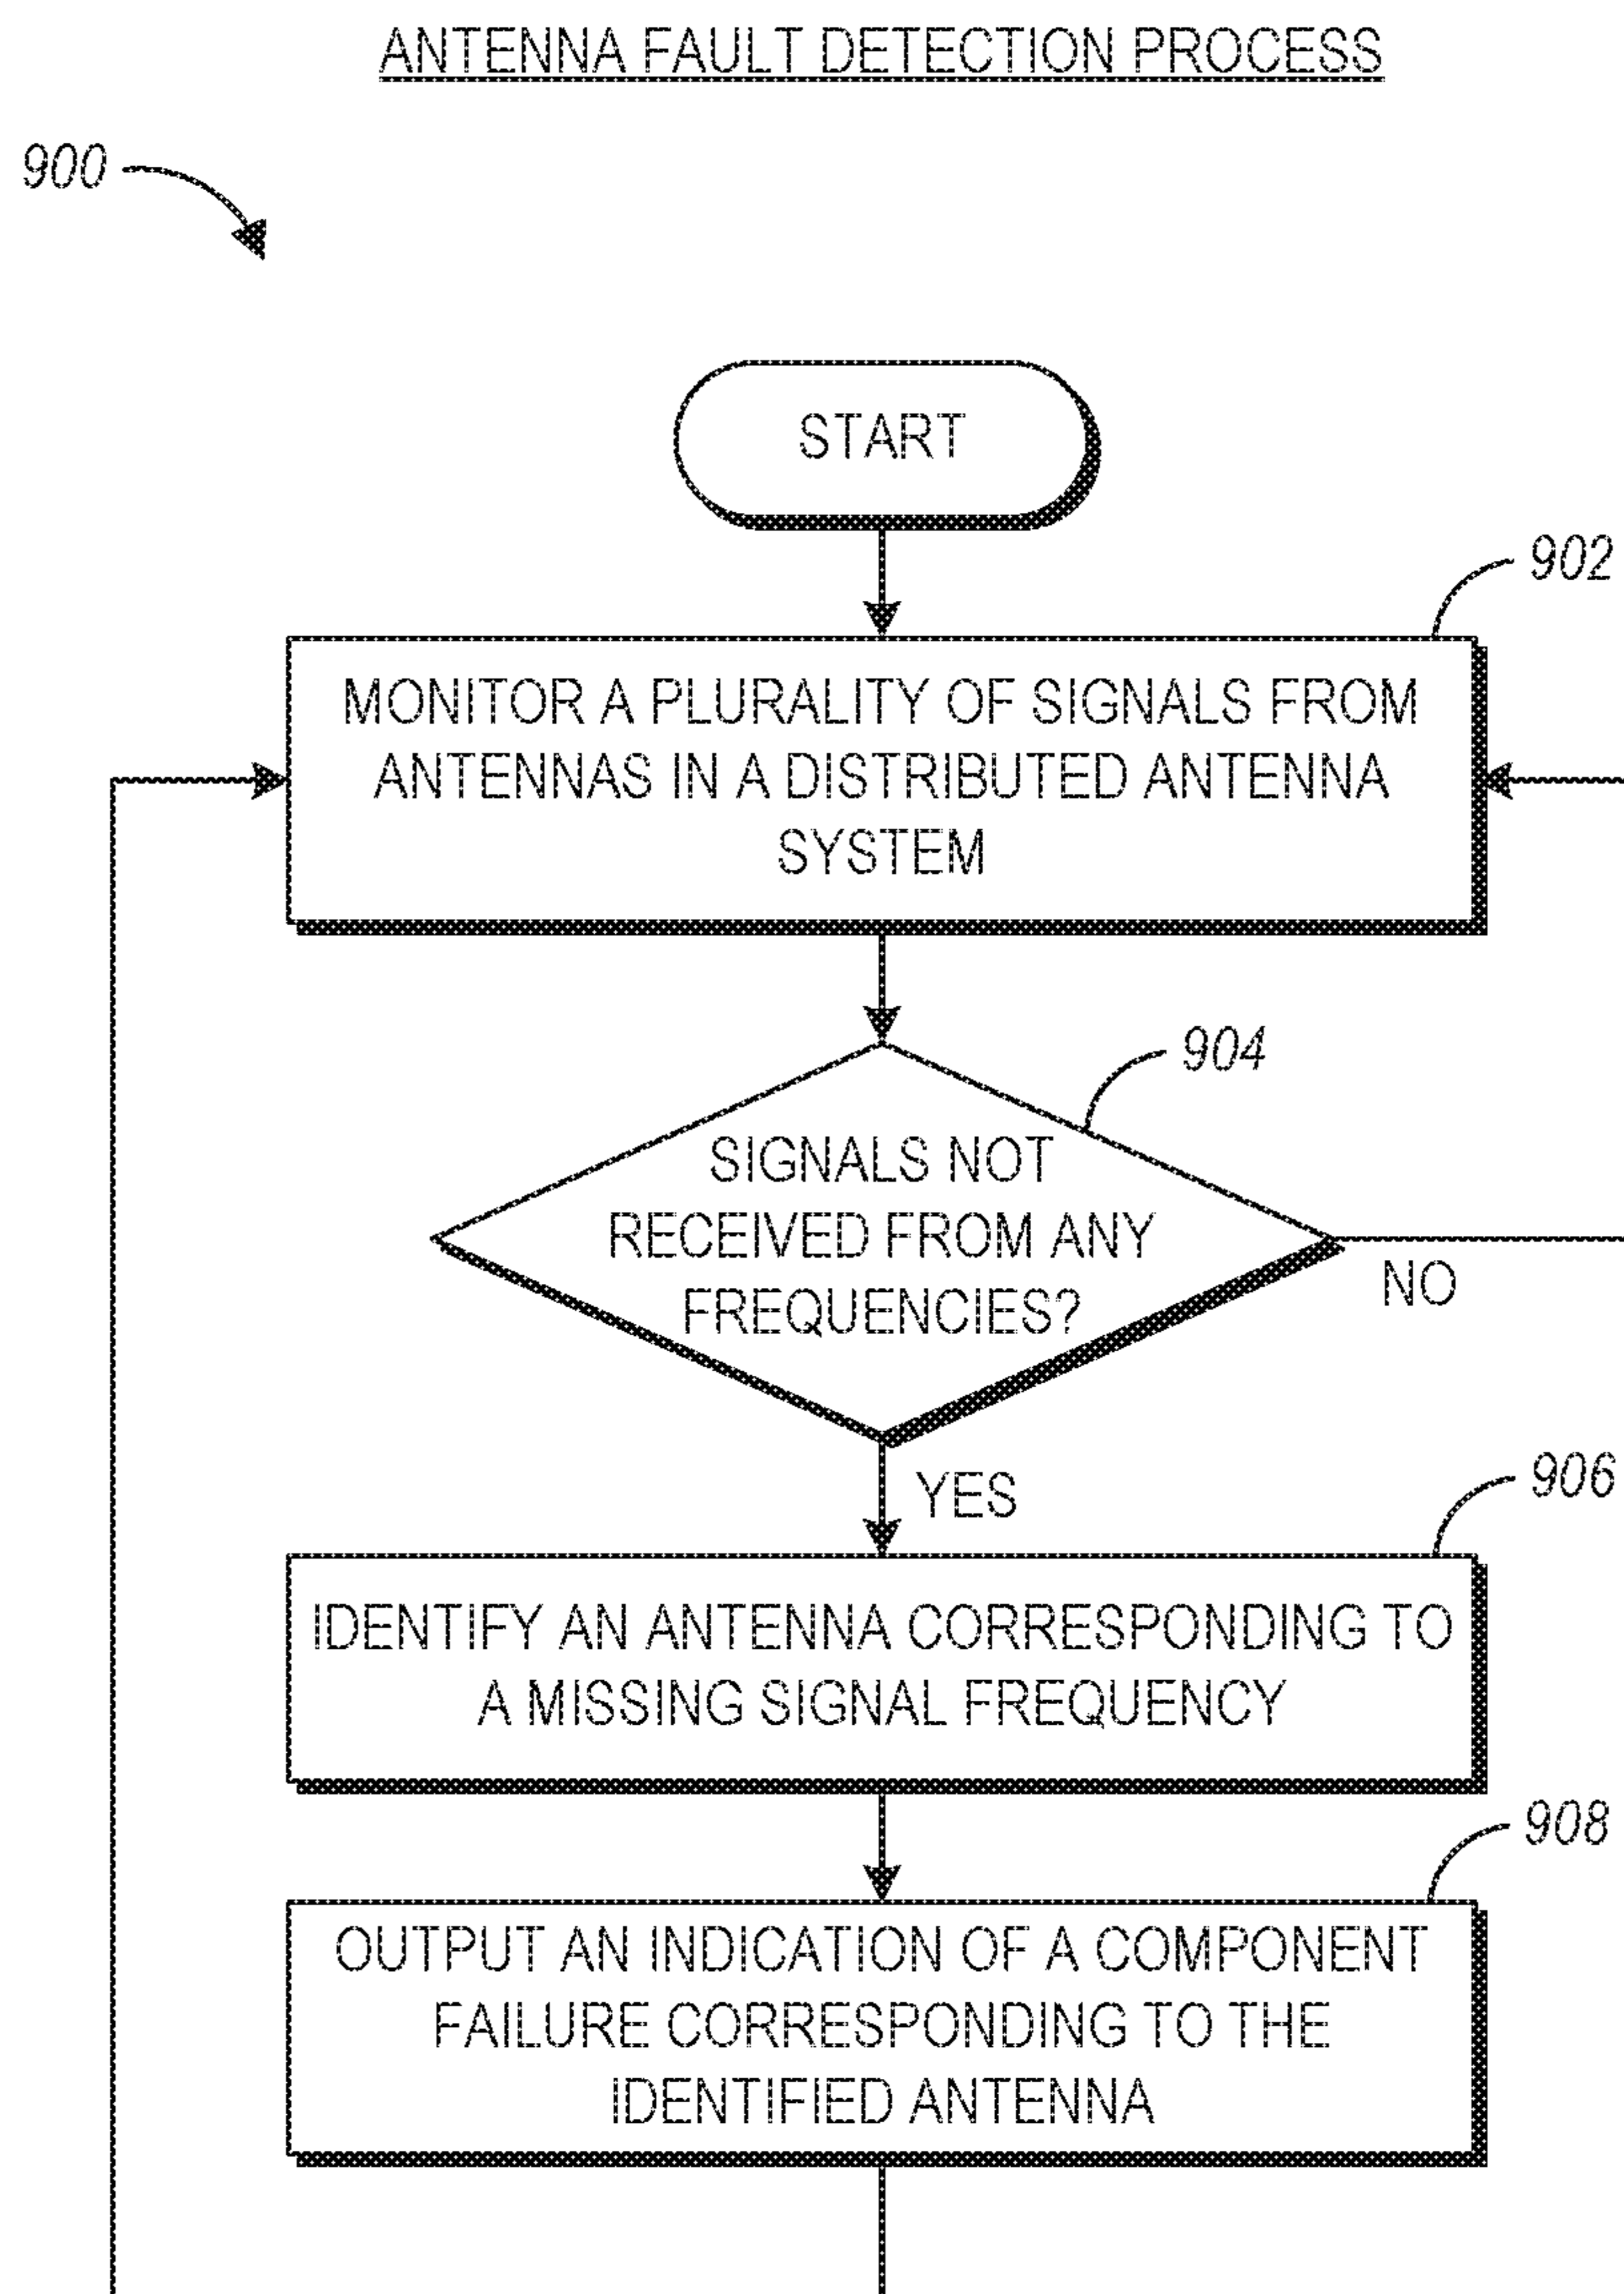 ANTENNA FAULT DETECTION PROCESS
900
START
902
MONITOR A PLURALITY OF SIGNALS FROM
ANTENNAS IN A DISTRIBUTED ANTENNA
SYSTEM
904
SIGNALS NOT
RECEIVED FROM ANY
FREQUENCIES?
NO
YES
906
IDENTIFY AN ANTENNA CORRESPONDING TO
A MISSING SIGNAL FREQUENCY
908
OUTPUT AN INDICATION OF A COMPONENT
FAILURE CORRESPONDING TO THE
IDENTIFIED ANTENNA